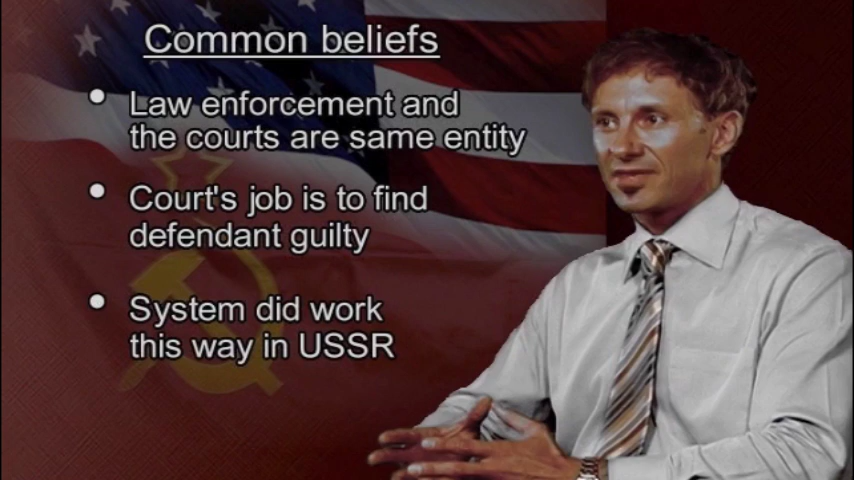 Common beliefs
• Law enforcement and
the courts are same entity
• Court's job is to find
defendant guilty
• System did work
this way in USSR